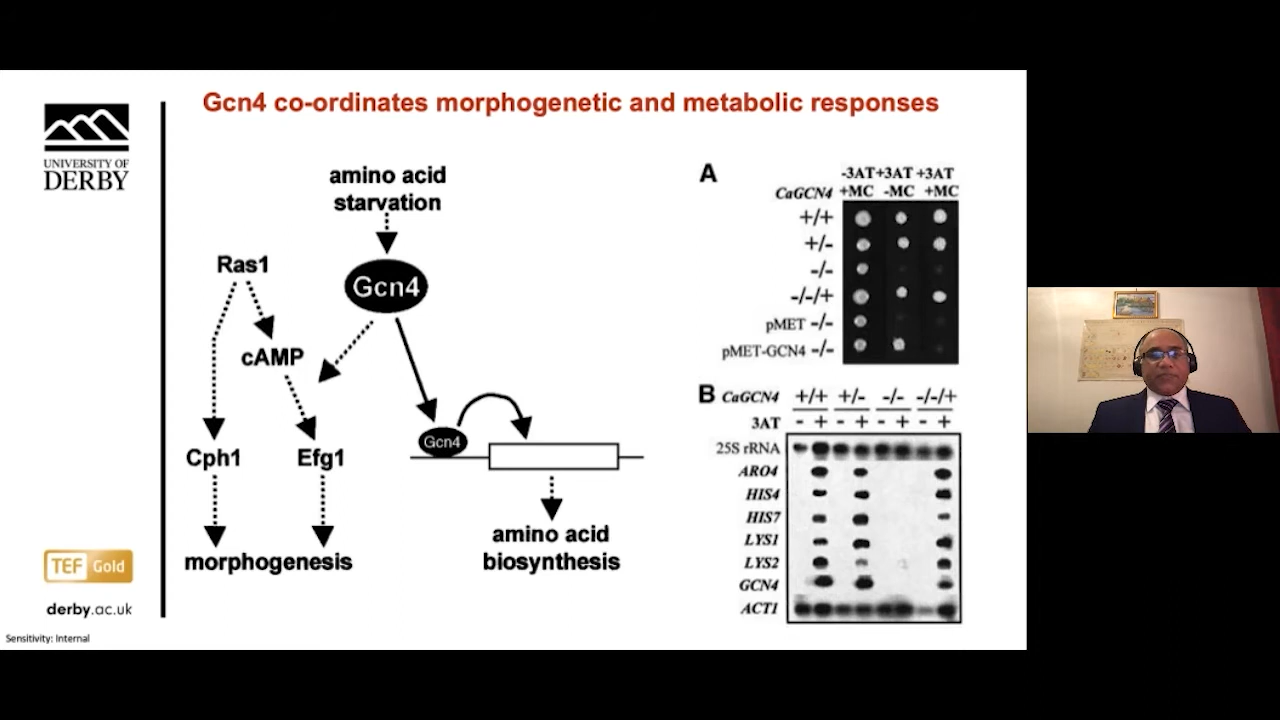 Gcn4 co-ordinates morphogenetic and metabolic responses
UNIVERSITY OF
DERBY
amino acid
starvation
Ras1
Gcn4
cAMP
Gcn4
Cph1
Efg1
morphogenesis
amino acid
biosynthesis
A
-3AT+3AT +3AT
CaGCN4 +MC -MC +MC
+/+
+/-
-/-
-/-/+
pMET -/-
pMET-GCN4 -/-
B CaGCN4 +/+ +/- -/- -/-/+
3AT - + - + - + - +
25S rRNA
ARO4
HIS4
HIS7
LYS1
LYS2
GCN4
ACT1
TEF Gold
derby.ac.uk
Sensitivity: Internal